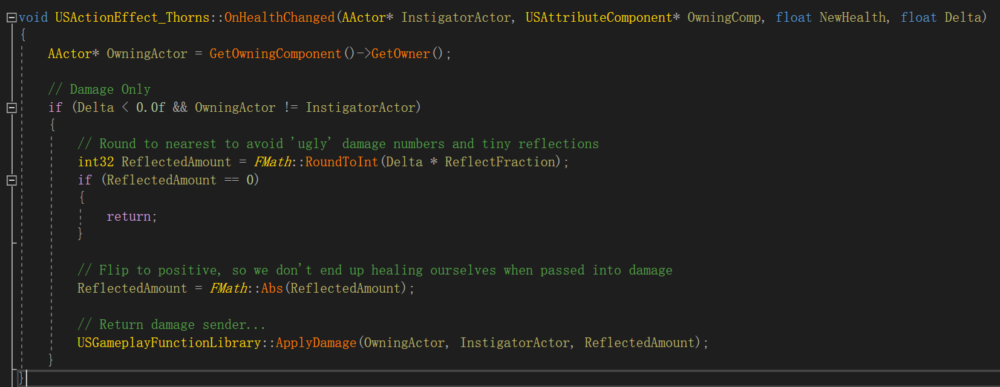 void USActionEffect_Thorns::OnHealthChanged(AActor* InstigatorActor, USAttributeComponent* OwningComp, float NewHealth, float Delta)
{
    AActor* OwningActor = GetOwningComponent()->GetOwner();
    // Damage Only
    if (Delta < 0.0f && OwningActor != InstigatorActor)
    {
        // Round to nearest to avoid 'ugly' damage numbers and tiny reflections
        int32 ReflectedAmount = FMath::RoundToInt(Delta * ReflectFraction);
        if (ReflectedAmount == 0)
        {
            return;
        }
        // Flip to positive, so we don't end up healing ourselves when passed into damage
        ReflectedAmount = FMath::Abs(ReflectedAmount);
        // Return damage sender...
        USGameplayFunctionLibrary::ApplyDamage(OwningActor, InstigatorActor, ReflectedAmount);
    }
}